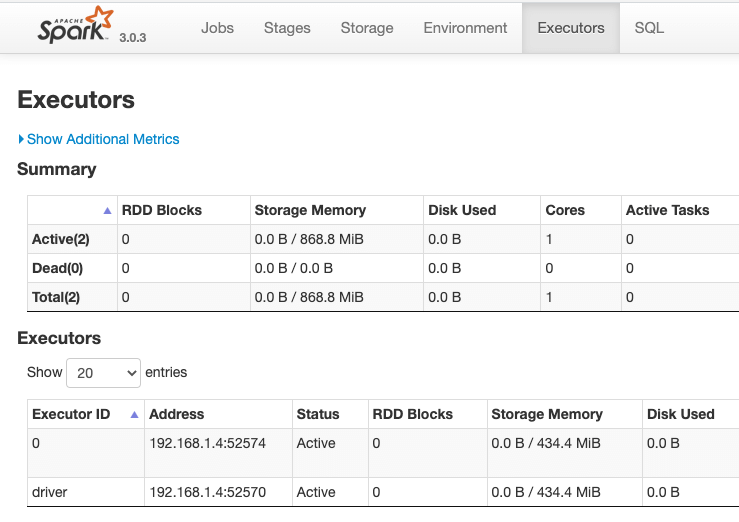 APACHE
Spark 3.0.3 Jobs Stages Storage Environment Executors SQL
Executors
Show Additional Metrics
Summary
RDD Blocks Storage Memory Disk Used Cores Active Tasks
Active(2) 0 0.0 B / 868.8 MiB 0.0 B 1 0
Dead(0) 0 0.0 B / 0.0 B 0.0 B 0 0
Total(2) 0 0.0 B / 868.8 MiB 0.0 B 1 0
Executors
Show 20 entries
Executor ID Address Status RDD Blocks Storage Memory Disk Used
0 192.168.1.4:52574 Active 0 0.0 B / 434.4 MiB 0.0 B
driver 192.168.1.4:52570 Active 0 0.0 B / 434.4 MiB 0.0 B